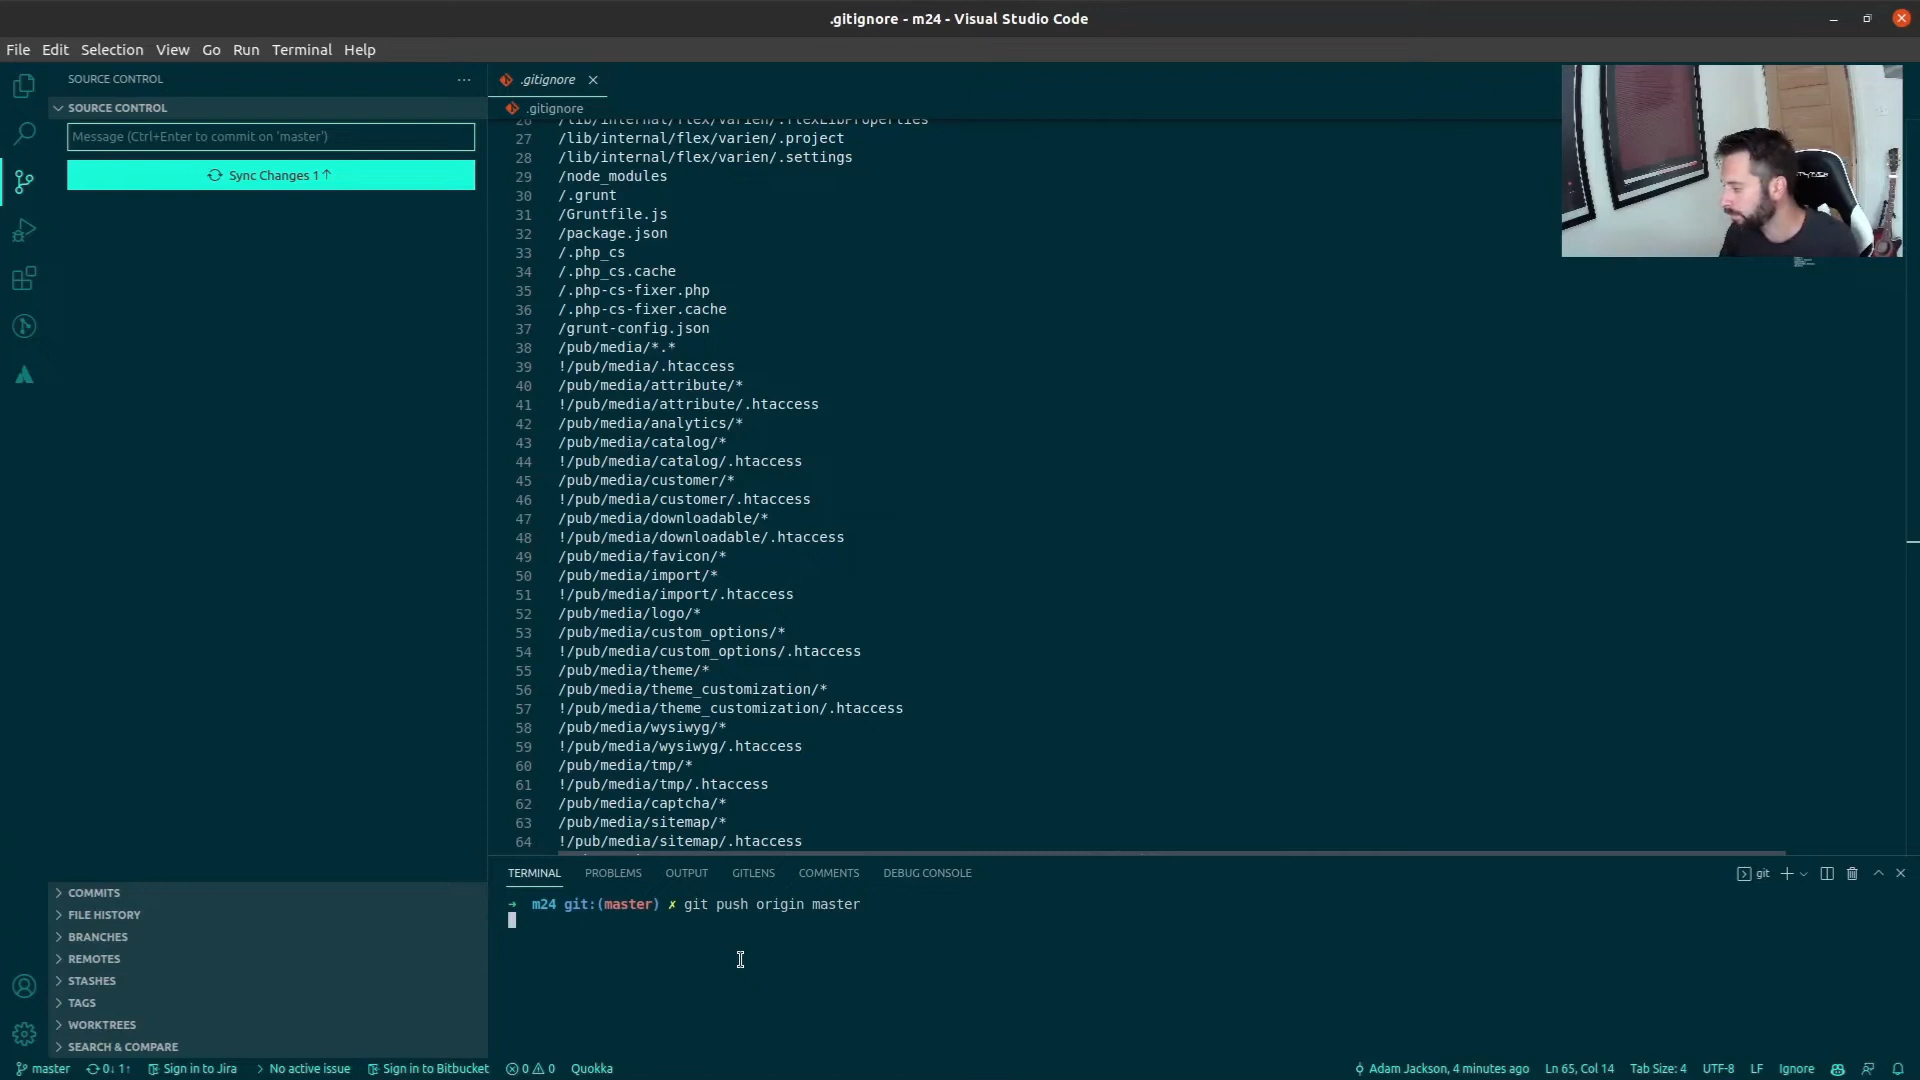 .gitignore - m24 - Visual Studio Code
File Edit Selection View Go Run Terminal Help
SOURCE CONTROL
SOURCE CONTROL
Message (Ctrl+Enter to commit on 'master')
Sync Changes 1↑
COMMITS
FILE HISTORY
BRANCHES
REMOTES
STASHES
TAGS
WORKTREES
SEARCH & COMPARE
.gitignore
.gitignore
26 /lib/internal/flex/varien/.flexLibProperties
27 /lib/internal/flex/varien/.project
28 /lib/internal/flex/varien/.settings
29 /node_modules
30 /.grunt
31 /Gruntfile.js
32 /package.json
33 /.php_cs
34 /.php_cs.cache
35 /.php-cs-fixer.php
36 /.php-cs-fixer.cache
37 /grunt-config.json
38 /pub/media/*.*
39 !/pub/media/.htaccess
40 /pub/media/attribute/*
41 !/pub/media/attribute/.htaccess
42 /pub/media/analytics/*
43 /pub/media/catalog/*
44 !/pub/media/catalog/.htaccess
45 /pub/media/customer/*
46 !/pub/media/customer/.htaccess
47 /pub/media/downloadable/*
48 !/pub/media/downloadable/.htaccess
49 /pub/media/favicon/*
50 /pub/media/import/*
51 !/pub/media/import/.htaccess
52 /pub/media/logo/*
53 /pub/media/custom_options/*
54 !/pub/media/custom_options/.htaccess
55 /pub/media/theme/*
56 /pub/media/theme_customization/*
57 !/pub/media/theme_customization/.htaccess
58 /pub/media/wysiwyg/*
59 !/pub/media/wysiwyg/.htaccess
60 /pub/media/tmp/*
61 !/pub/media/tmp/.htaccess
62 /pub/media/captcha/*
63 /pub/media/sitemap/*
64 !/pub/media/sitemap/.htaccess
TERMINAL PROBLEMS OUTPUT GITLENS COMMENTS DEBUG CONSOLE
git
→ m24 git:(master) ✗ git push origin master
master 0↓ 1↑ Sign in to Jira No active issue Sign in to Bitbucket 0 0 Quokka Adam Jackson, 4 minutes ago Ln 65, Col 14 Tab Size: 4 UTF-8 LF Ignore